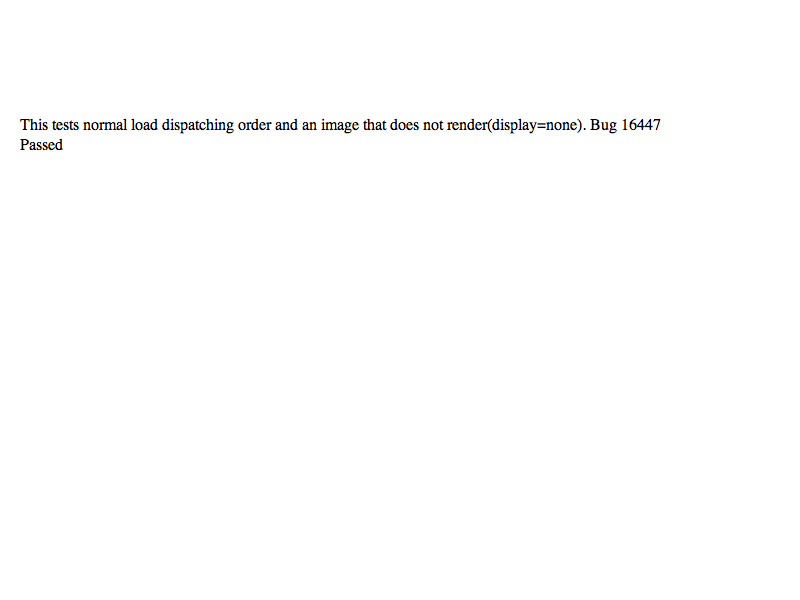 This tests normal load dispatching order and an image that does not render(display=none). Bug 16447
Passed